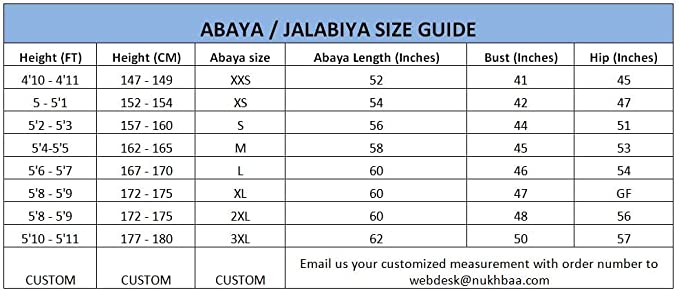 ABAYA / JALABIYA SIZE GUIDE
Height (FT) Height (CM) Abaya size Abaya Length (Inches) Bust (Inches) Hip (Inches)
4'10 - 4'11 147 - 149 XXS 52 41 45
5 - 5'1 152 - 154 XS 54 42 47
5'2 - 5'3 157 - 160 S 56 44 51
5'4-5'5 162 - 165 M 58 45 53
5'6 - 5'7 167 - 170 L 60 46 54
5'8 - 5'9 172 - 175 XL 60 47 GF
5'8 - 5'9 172 - 175 2XL 60 48 56
5'10 - 5'11 177 - 180 3XL 62 50 57
CUSTOM CUSTOM CUSTOM Email us your customized measurement with order number to
webdesk@nukhbaa.com